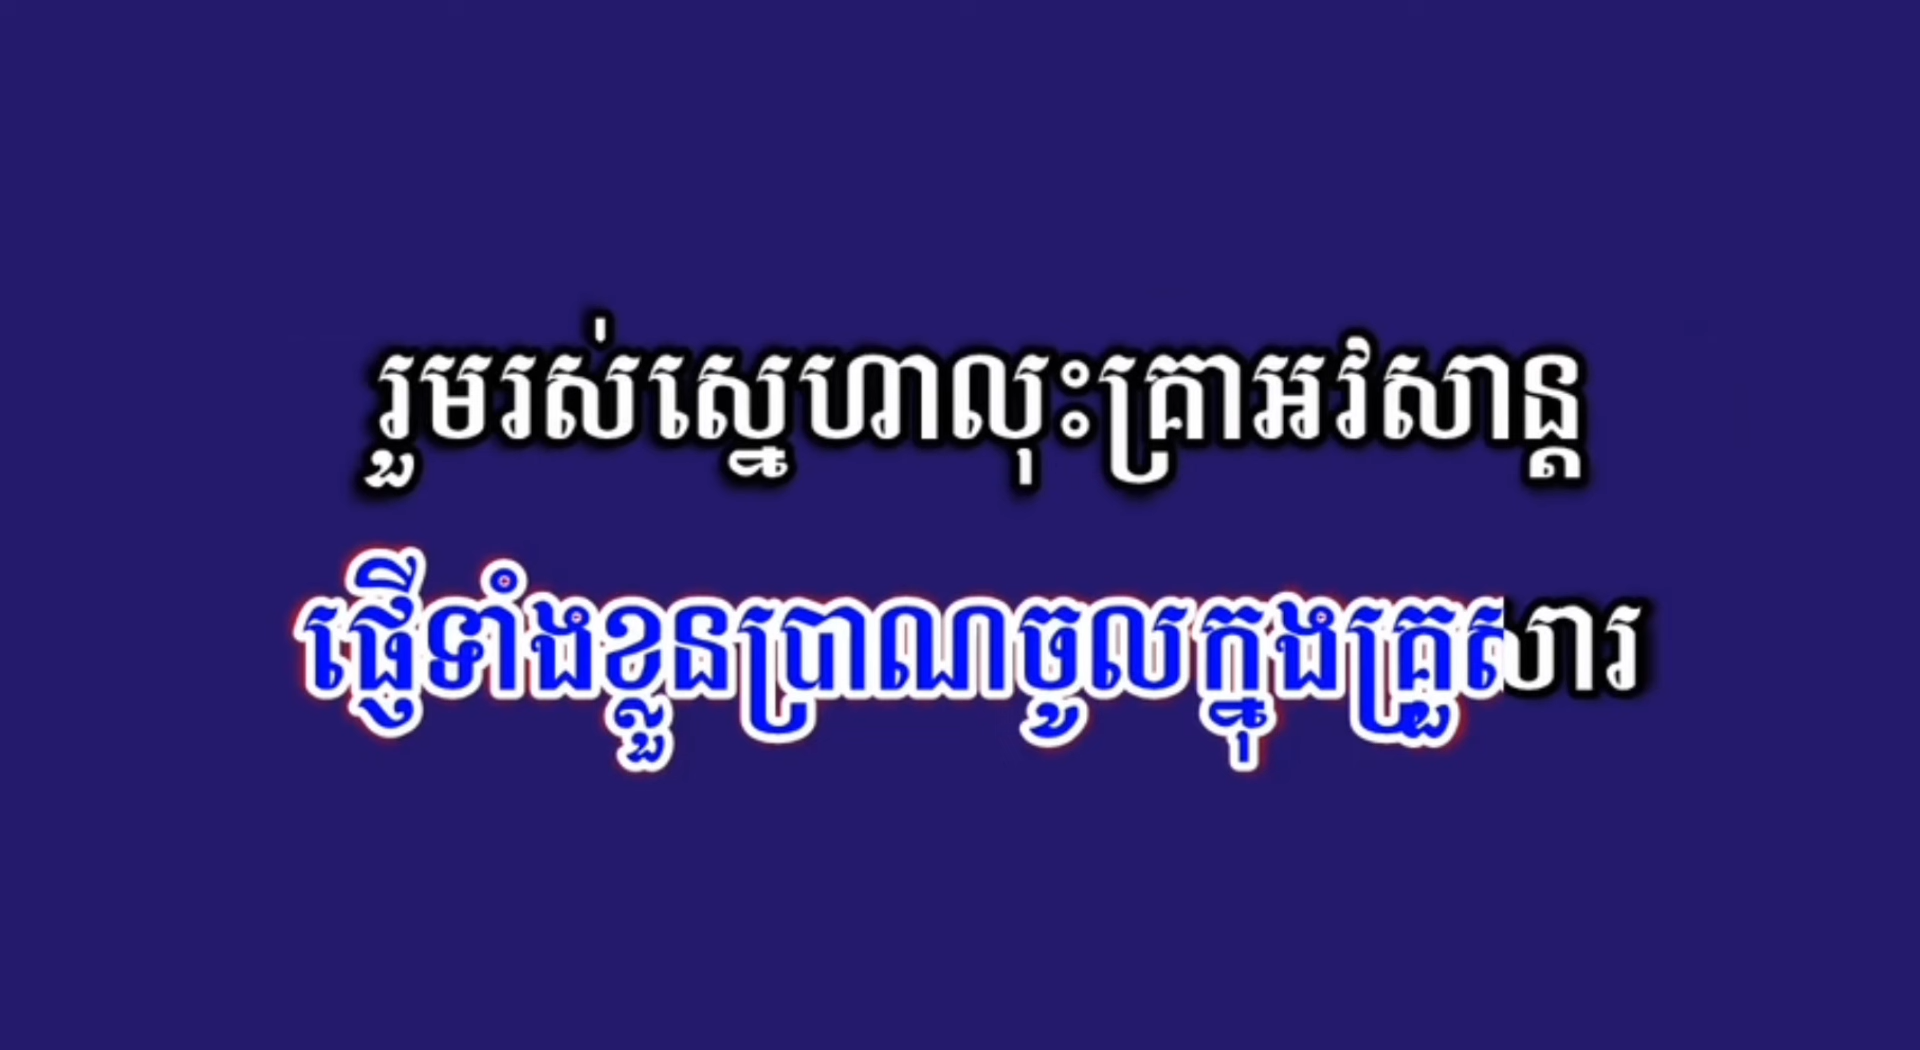 រួមរស់ស្នេហាលុះគ្រាអវសាន្ត
ផ្ញើទាំងខ្លួនប្រាណចូលក្នុងគ្រួសារ